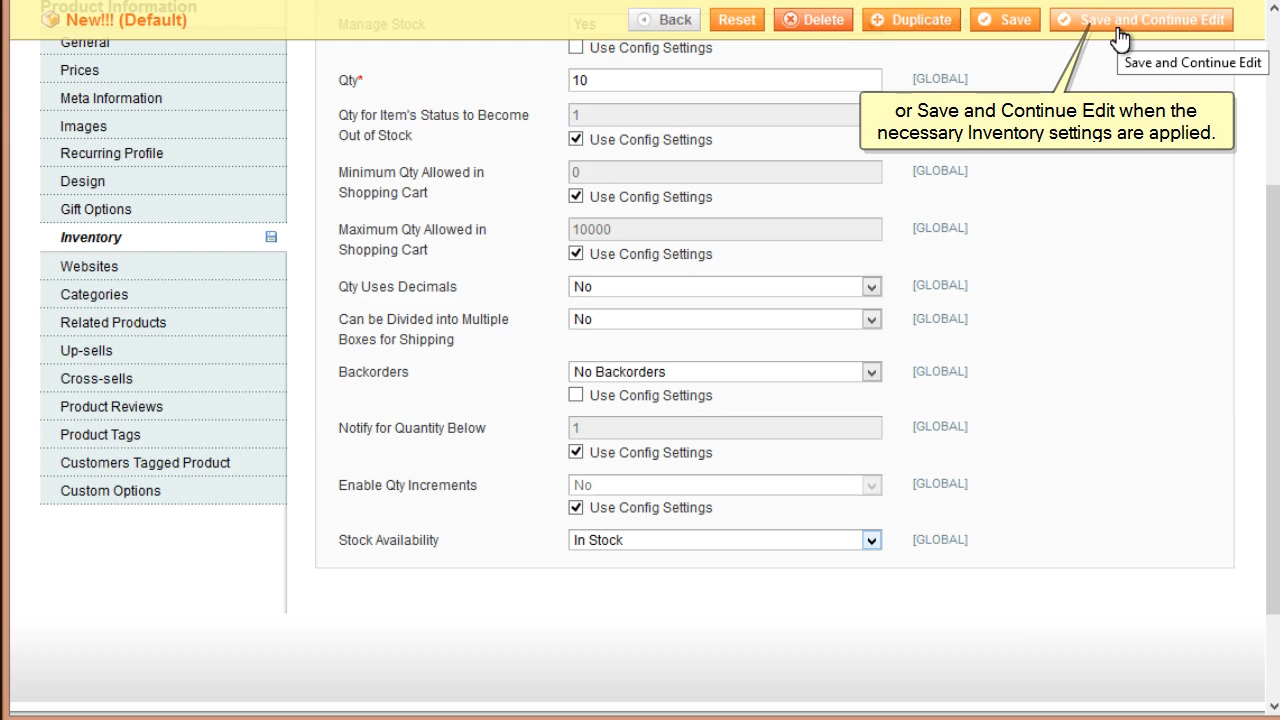 Product Information
New!!! (Default)
Back
Reset
Delete
Duplicate
Save
Save and Continue Edit
Save and Continue Edit
or Save and Continue Edit when the
necessary Inventory settings are applied.
General
Prices
Meta Information
Images
Recurring Profile
Design
Gift Options
Inventory
Websites
Categories
Related Products
Up-sells
Cross-sells
Product Reviews
Product Tags
Customers Tagged Product
Custom Options
Manage Stock
Yes
Use Config Settings
Qty*
10
[GLOBAL]
Qty for Item's Status to Become
Out of Stock
1
Use Config Settings
Minimum Qty Allowed in
Shopping Cart
0
[GLOBAL]
Use Config Settings
Maximum Qty Allowed in
Shopping Cart
10000
[GLOBAL]
Use Config Settings
Qty Uses Decimals
No
[GLOBAL]
Can be Divided into Multiple
Boxes for Shipping
No
[GLOBAL]
Backorders
No Backorders
[GLOBAL]
Use Config Settings
Notify for Quantity Below
1
[GLOBAL]
Use Config Settings
Enable Qty Increments
No
[GLOBAL]
Use Config Settings
Stock Availability
In Stock
[GLOBAL]